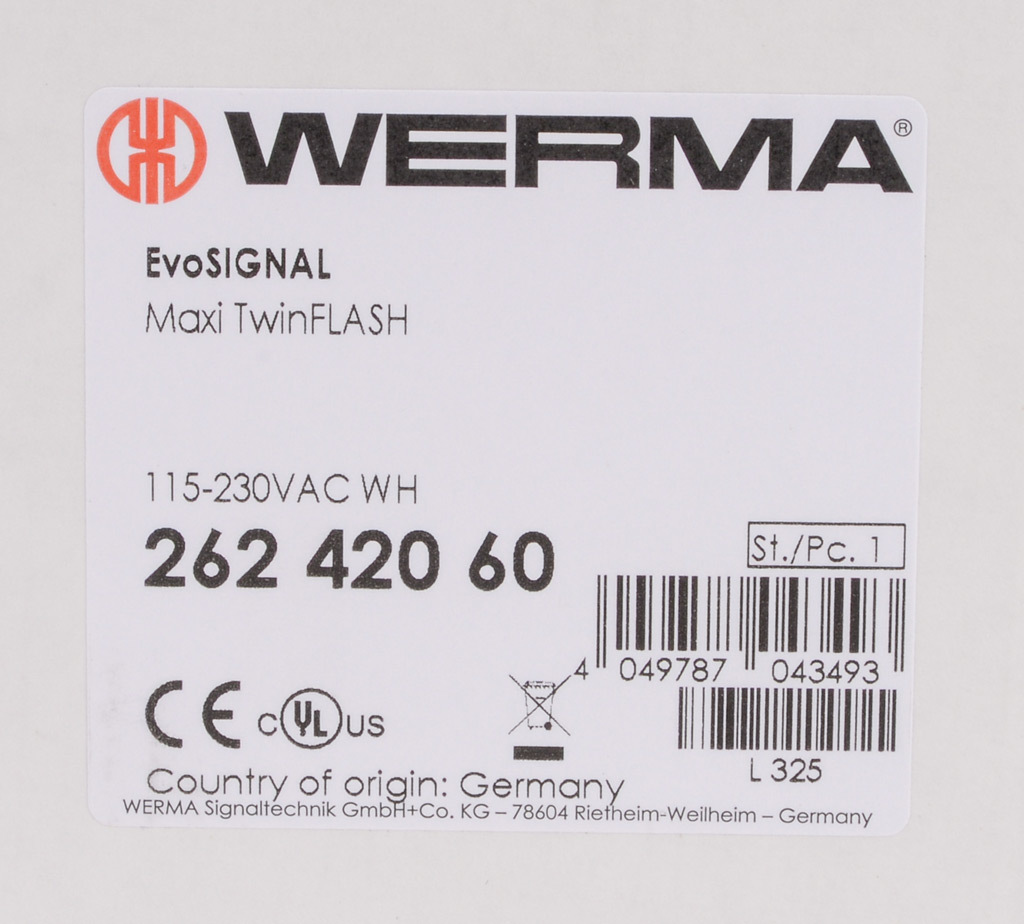 WERMA®
EvoSIGNAL
Maxi TwinFLASH
115-230VAC WH
262 420 60
St./Pc. 1
4 049787 043493
CE c UL US
L 325
Country of origin: Germany
WERMA Signaltechnik GmbH+Co. KG – 78604 Rietheim-Weilheim – Germany